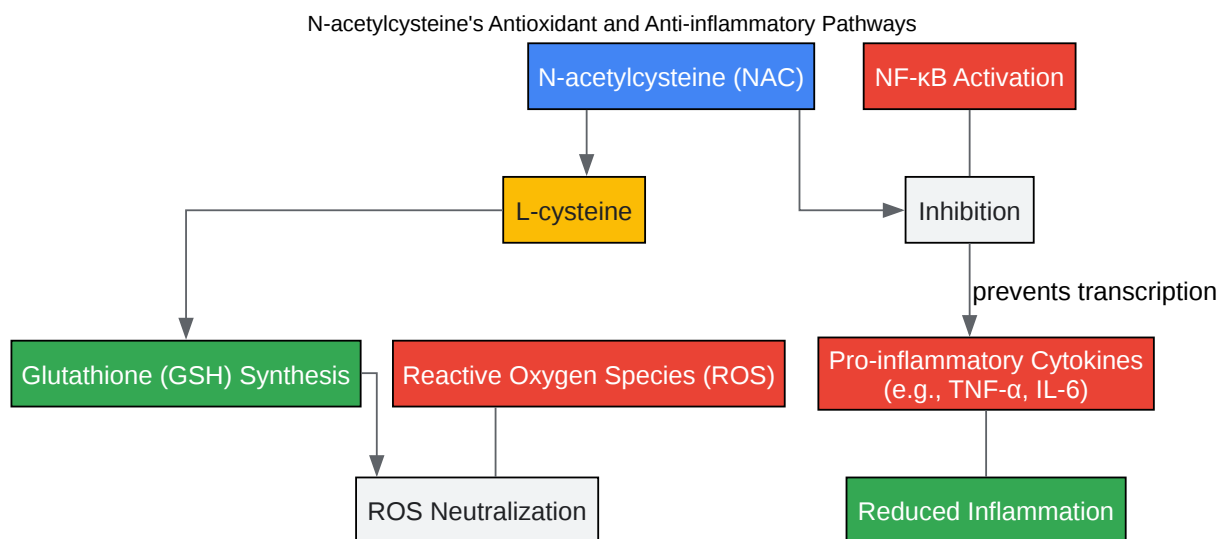 N-acetylcysteine's Antioxidant and Anti-inflammatory Pathways
N-acetylcysteine (NAC)
NF-κB Activation
L-cysteine
Inhibition
prevents transcription
Glutathione (GSH) Synthesis
Reactive Oxygen Species (ROS)
Pro-inflammatory Cytokines
(e.g., TNF-α, IL-6)
ROS Neutralization
Reduced Inflammation